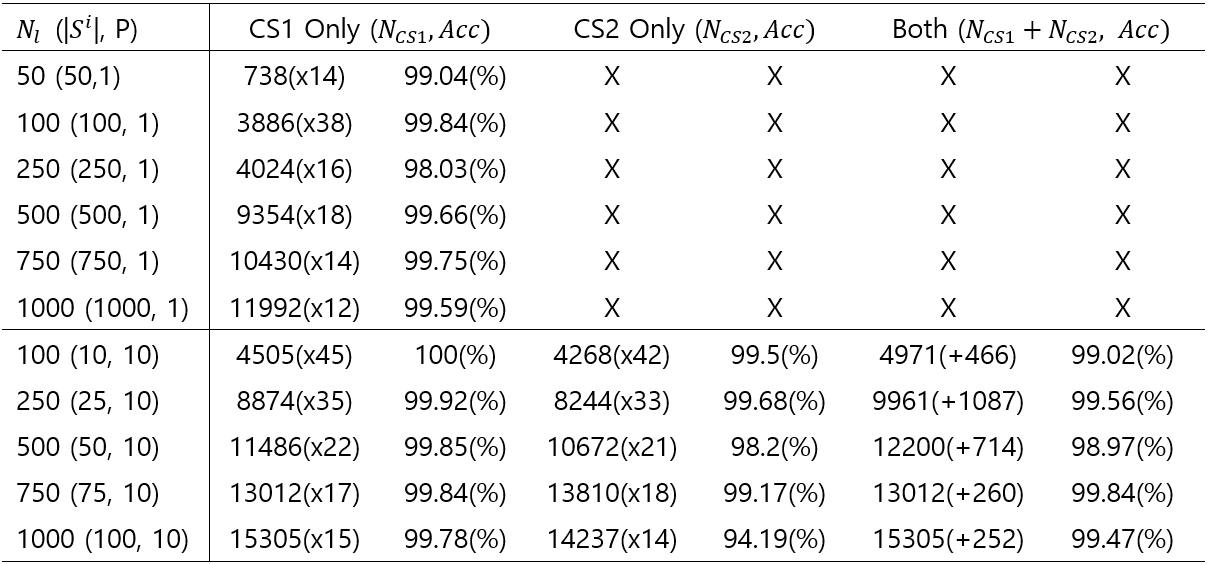 N_l (|S^i|, P) CS1 Only (N_CS1, Acc) CS2 Only (N_CS2, Acc) Both (N_CS1 + N_CS2, Acc)
50 (50,1) 738(x14) 99.04(%) X X X X
100 (100, 1) 3886(x38) 99.84(%) X X X X
250 (250, 1) 4024(x16) 98.03(%) X X X X
500 (500, 1) 9354(x18) 99.66(%) X X X X
750 (750, 1) 10430(x14) 99.75(%) X X X X
1000 (1000, 1) 11992(x12) 99.59(%) X X X X
100 (10, 10) 4505(x45) 100(%) 4268(x42) 99.5(%) 4971(+466) 99.02(%)
250 (25, 10) 8874(x35) 99.92(%) 8244(x33) 99.68(%) 9961(+1087) 99.56(%)
500 (50, 10) 11486(x22) 99.85(%) 10672(x21) 98.2(%) 12200(+714) 98.97(%)
750 (75, 10) 13012(x17) 99.84(%) 13810(x18) 99.17(%) 13012(+260) 99.84(%)
1000 (100, 10) 15305(x15) 99.78(%) 14237(x14) 94.19(%) 15305(+252) 99.47(%)